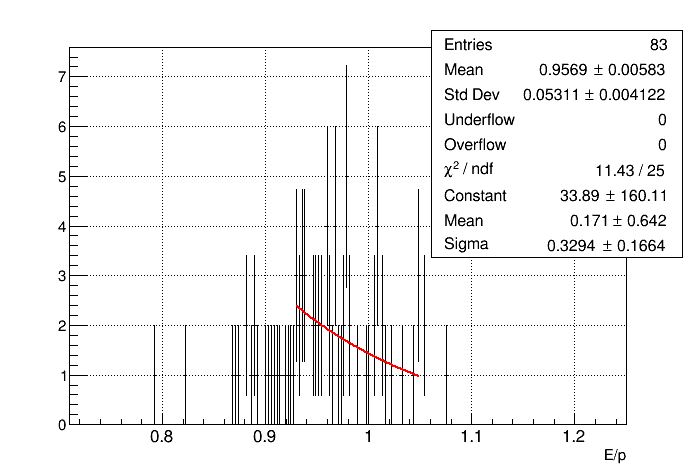 Entries 83
Mean 0.9569 ± 0.00583
Std Dev 0.05311 ± 0.004122
Underflow 0
Overflow 0
χ² / ndf 11.43 / 25
Constant 33.89 ± 160.11
Mean 0.171 ± 0.642
Sigma 0.3294 ± 0.1664
7
6
5
4
3
2
1
0
0.8 0.9 1 1.1 1.2
E/p